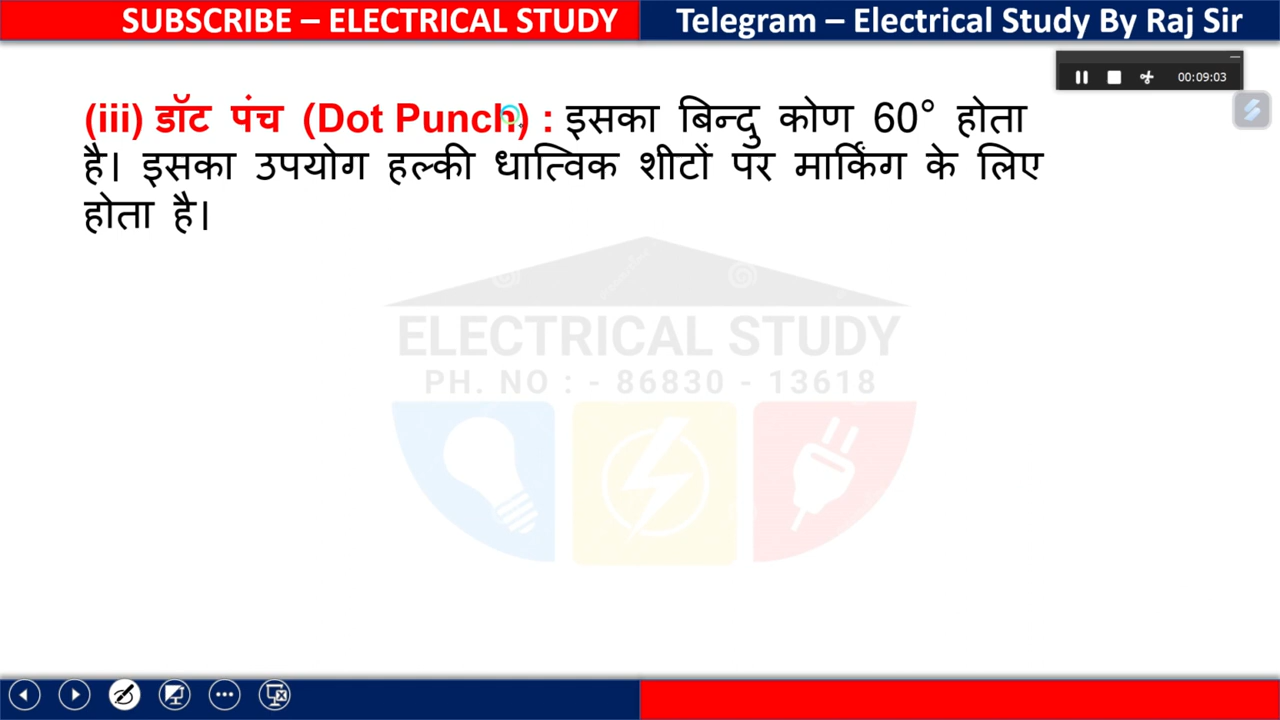 SUBSCRIBE – ELECTRICAL STUDY
Telegram – Electrical Study By Raj Sir
00:09:03
(iii) डॉट पंच (Dot Punch) : इसका बिन्दु कोण 60° होता
है। इसका उपयोग हल्की धात्विक शीटों पर मार्किंग के लिए
होता है।
ELECTRICAL STUDY
PH. NO : - 86830 - 13618